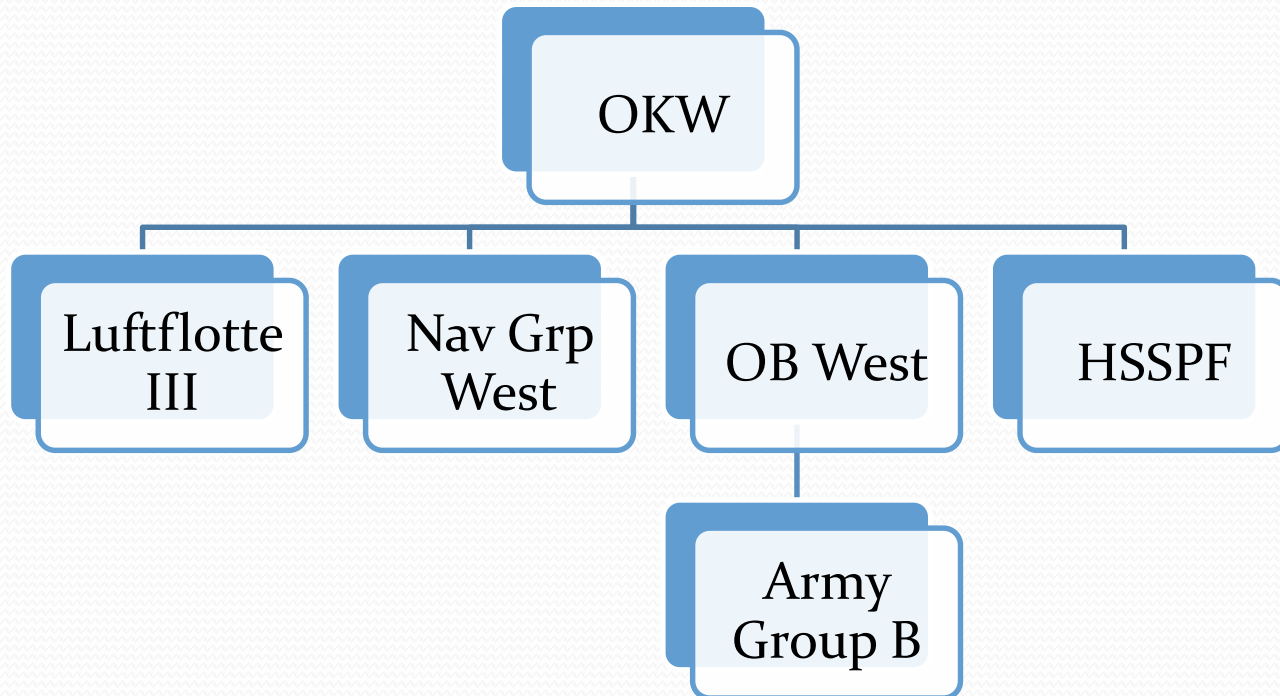 OKW
Luftflotte
III
Nav Grp
West
OB West
HSSPF
Army
Group B